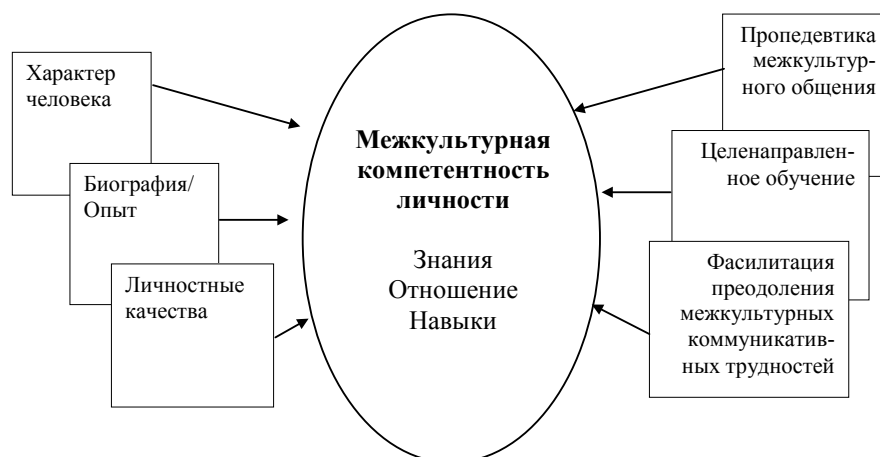 Характер
человека
Биография/
Опыт
Личностные
качества
Межкультурная
компетентность
личности
Знания
Отношение
Навыки
Пропедевтика
межкультур-
ного общения
Целенаправлен-
ное обучение
Фасилитация
преодоления
межкультурных
коммуникатив-
ных трудностей